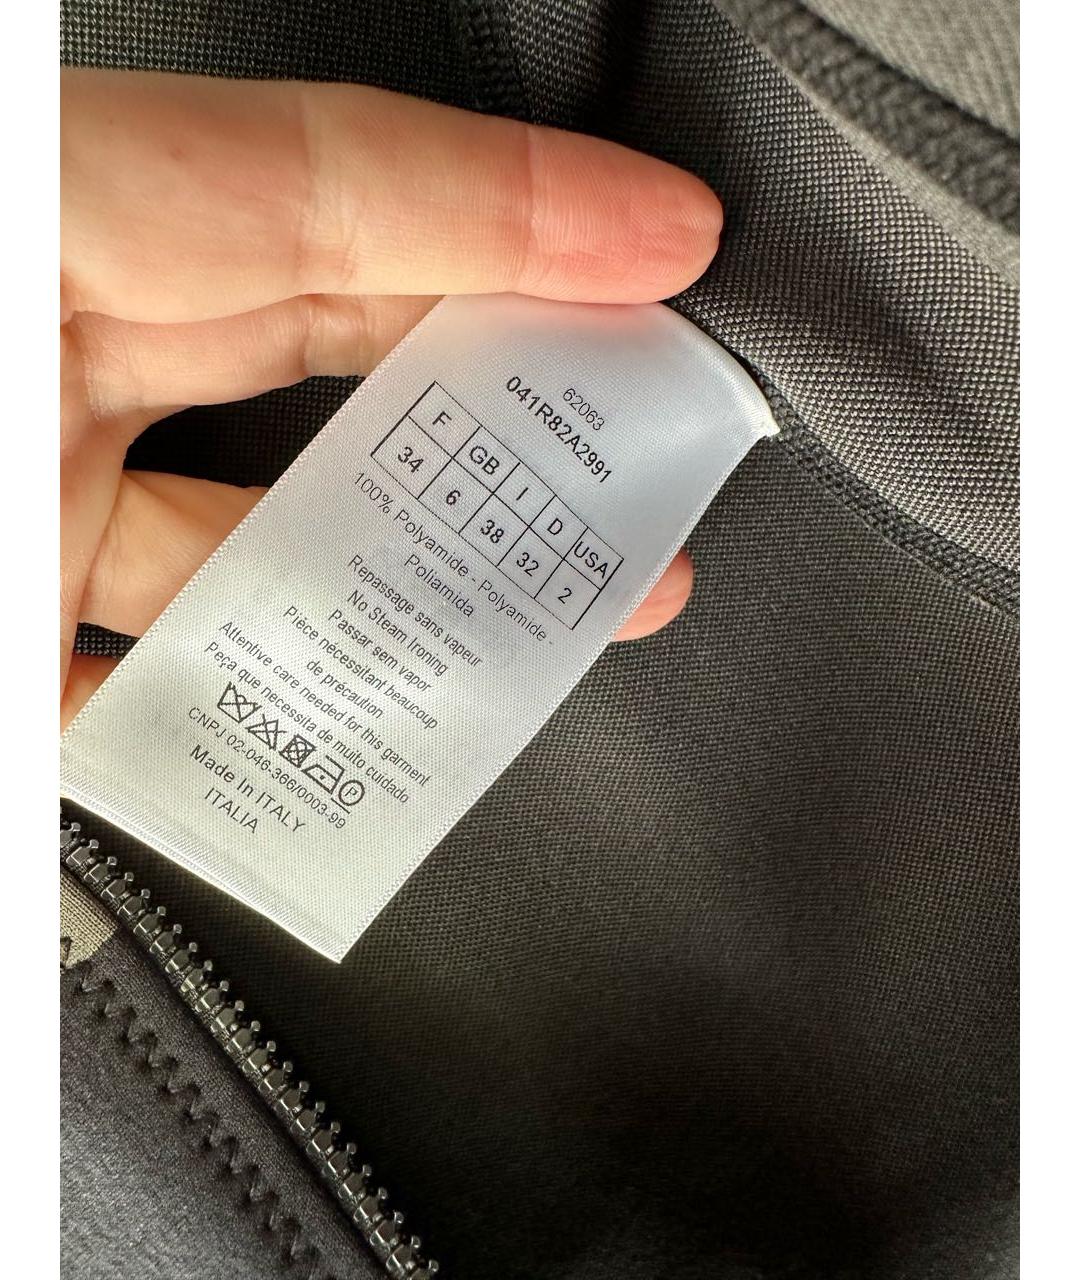 62063
041R82A2991
F GB I D USA
34 6 38 32 2
100% Polyamide - Polyamide -
Poliamida
Repassage sans vapeur
No Steam Ironing
Passar sem vapor
Pièce nécessitant beaucoup
de précaution
Attentive care needed for this garment
Peça que necessita de muito cuidado
P
CNPJ 02-046-366/0003-99
Made In ITALY
ITALIA